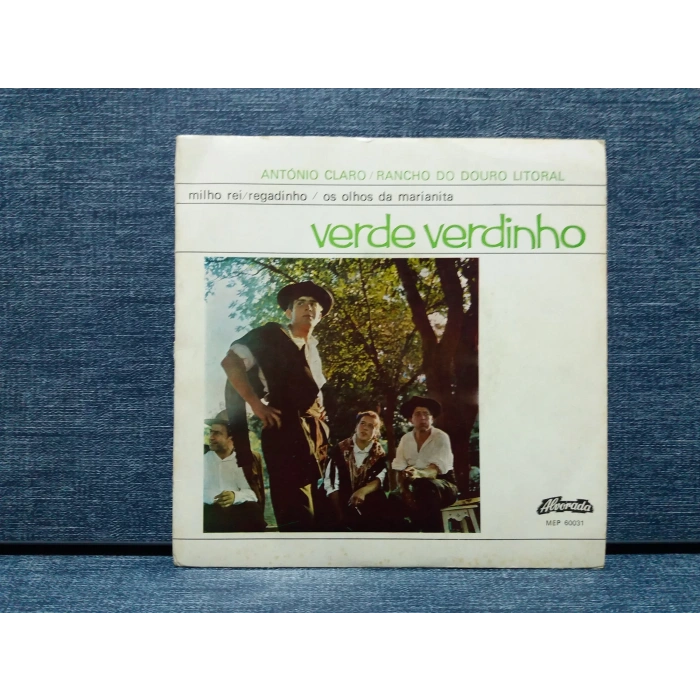 ANTÓNIO CLARO / RANCHO DO DOURO LITORAL
milho rei/regadinho / os olhos da marianita
verde verdinho
Alvorada
MEP 60031